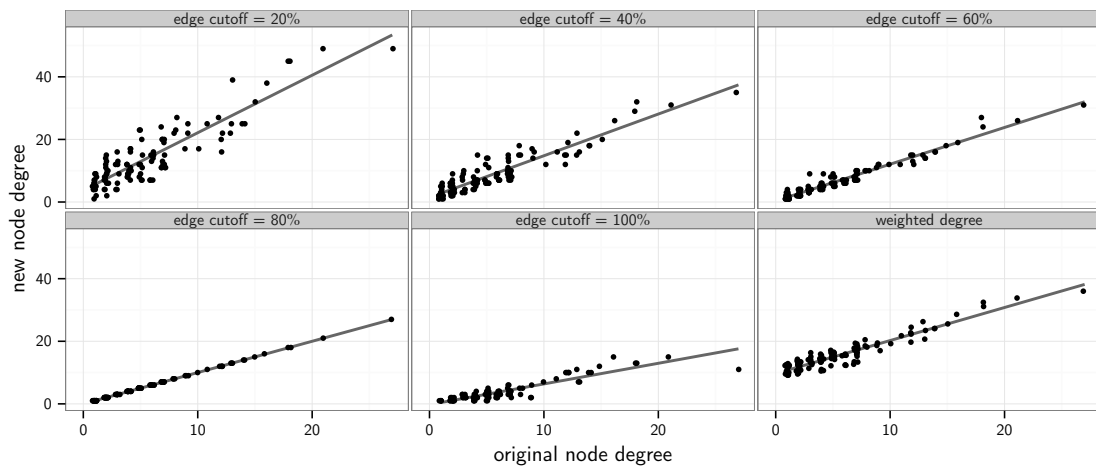 edge cutoff = 20% edge cutoff = 40% edge cutoff = 60%
40
20
0
edge cutoff = 80% edge cutoff = 100% weighted degree
40
20
0
0 10 20 0 10 20 0 10 20
new node degree
original node degree